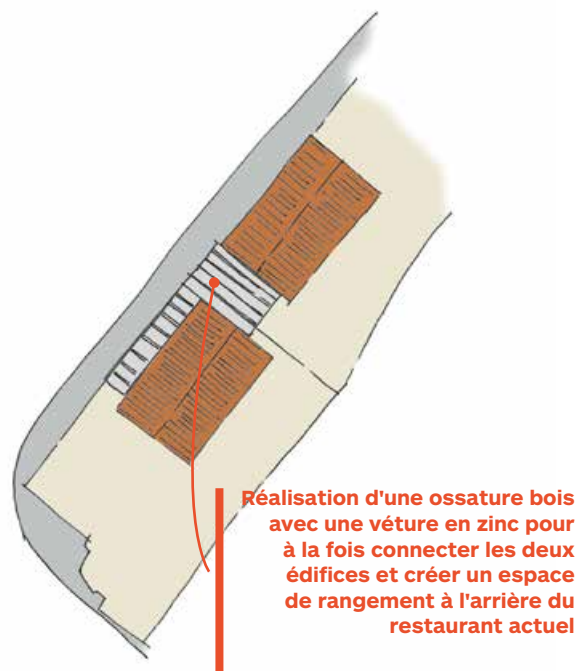 Réalisation d'une ossature bois
avec une véture en zinc pour
à la fois connecter les deux
édifices et créer un espace
de rangement à l'arrière du
restaurant actuel